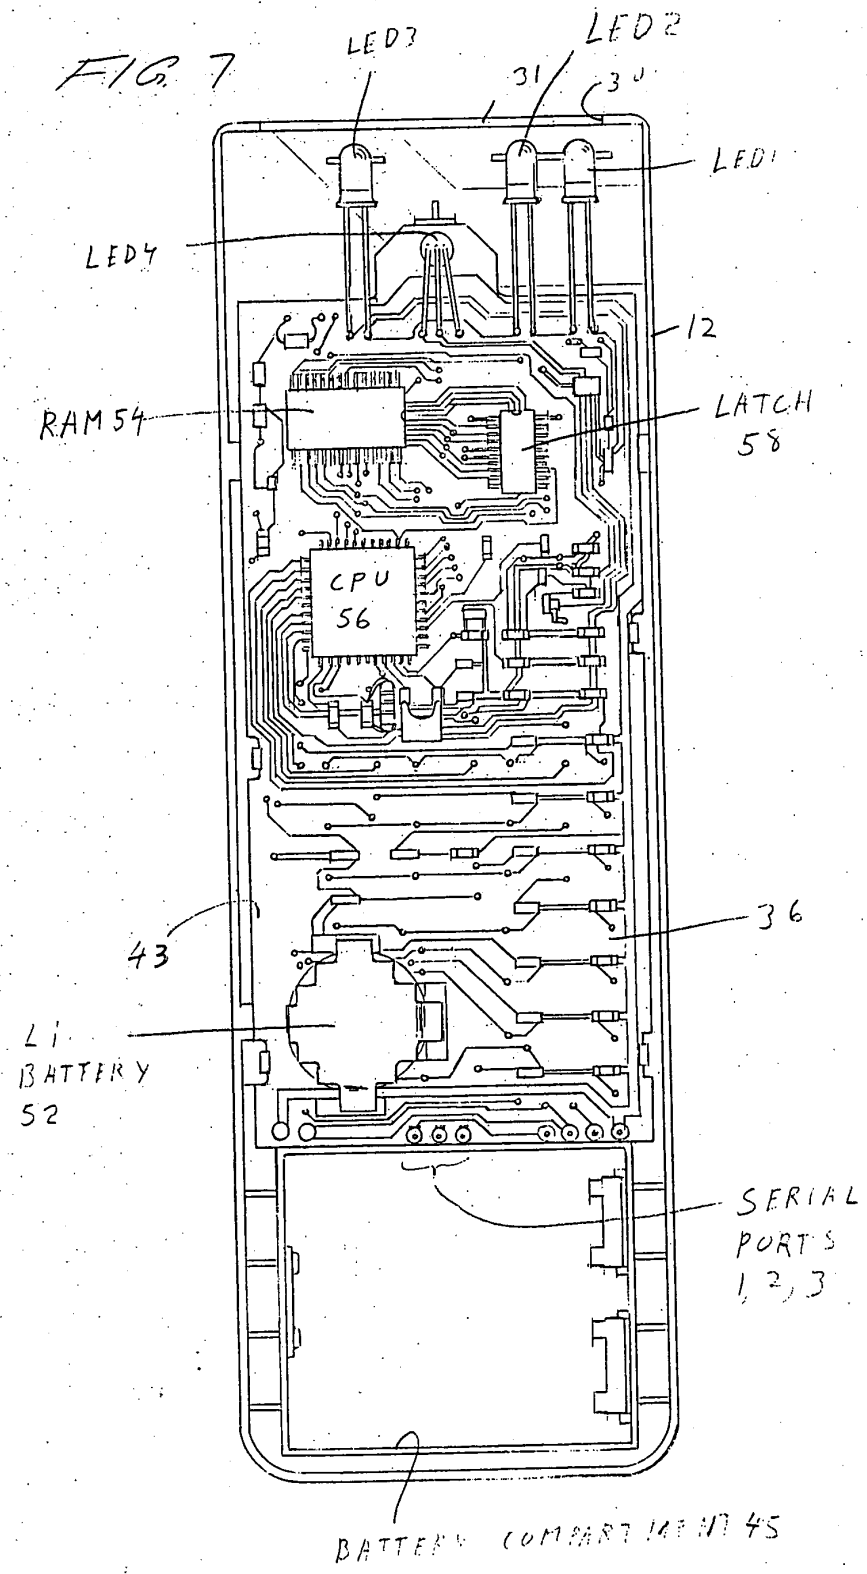 FIG. 7
LED3
LED2
31
30
LED1
LED4
12
RAM 54
LATCH
58
CPU
56
36
43
Li
BATTERY
52
SERIAL
PORTS
1, 2, 3
BATTERY COMPARTMENT 45